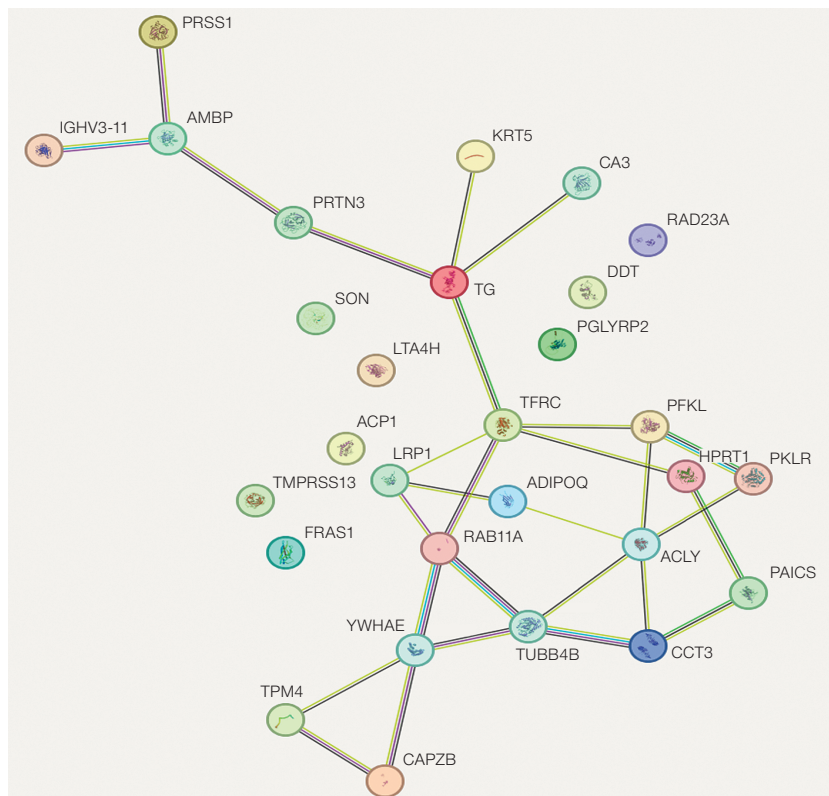 PRSS1
IGHV3-11
AMBP
KRT5
CA3
PRTN3
RAD23A
DDT
TG
SON
PGLYRP2
LTA4H
TFRC
PFKL
ACP1
LRP1
HPRT1
PKLR
TMPRSS13
ADIPOQ
FRAS1
RAB11A
ACLY
PAICS
YWHAE
TUBB4B
CCT3
TPM4
CAPZB